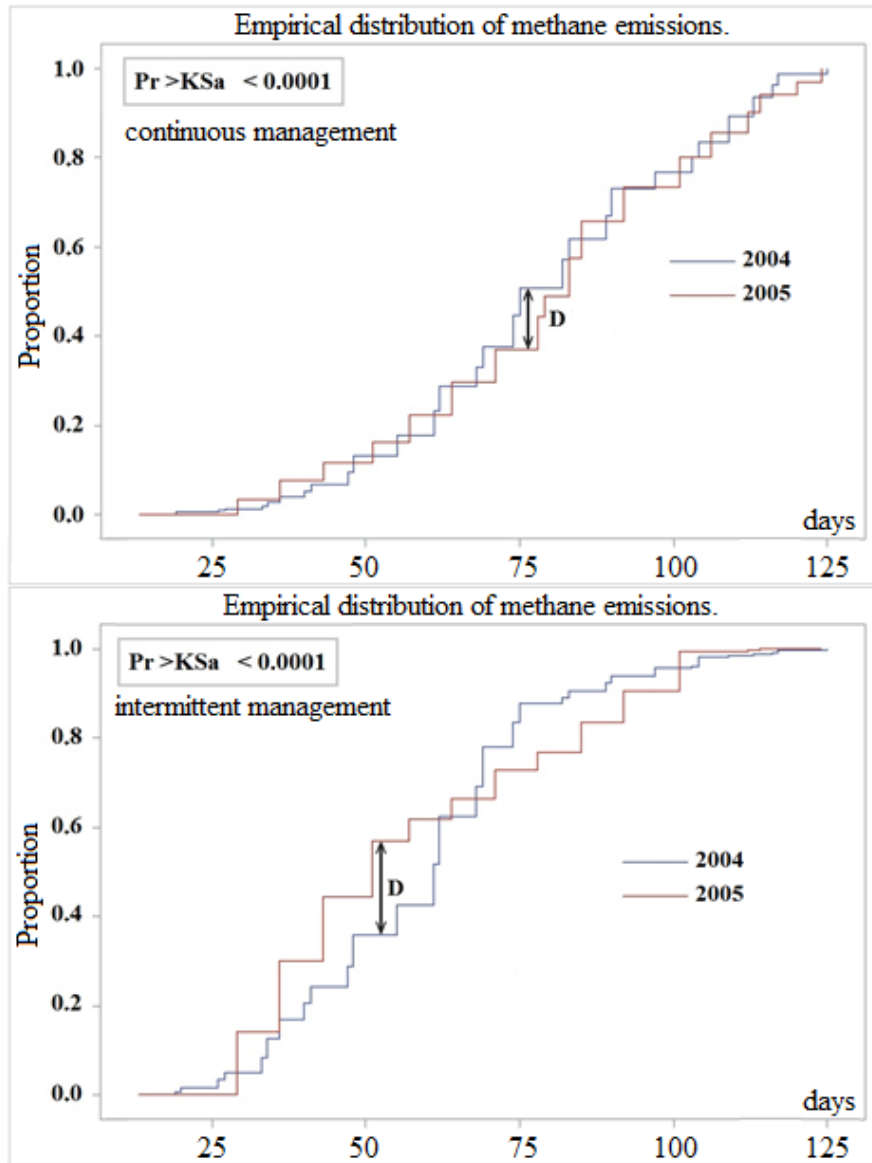 Empirical distribution of methane emissions.
1.0
Pr >KSa < 0.0001
continuous management
0.8
0.6
2004
2005
D
0.4
Proportion
0.2
0.0
days
25 50 75 100 125
Empirical distribution of methane emissions.
1.0
Pr >KSa < 0.0001
intermittent management
0.8
0.6
2004
D
2005
0.4
Proportion
0.2
0.0
days
25 50 75 100 125